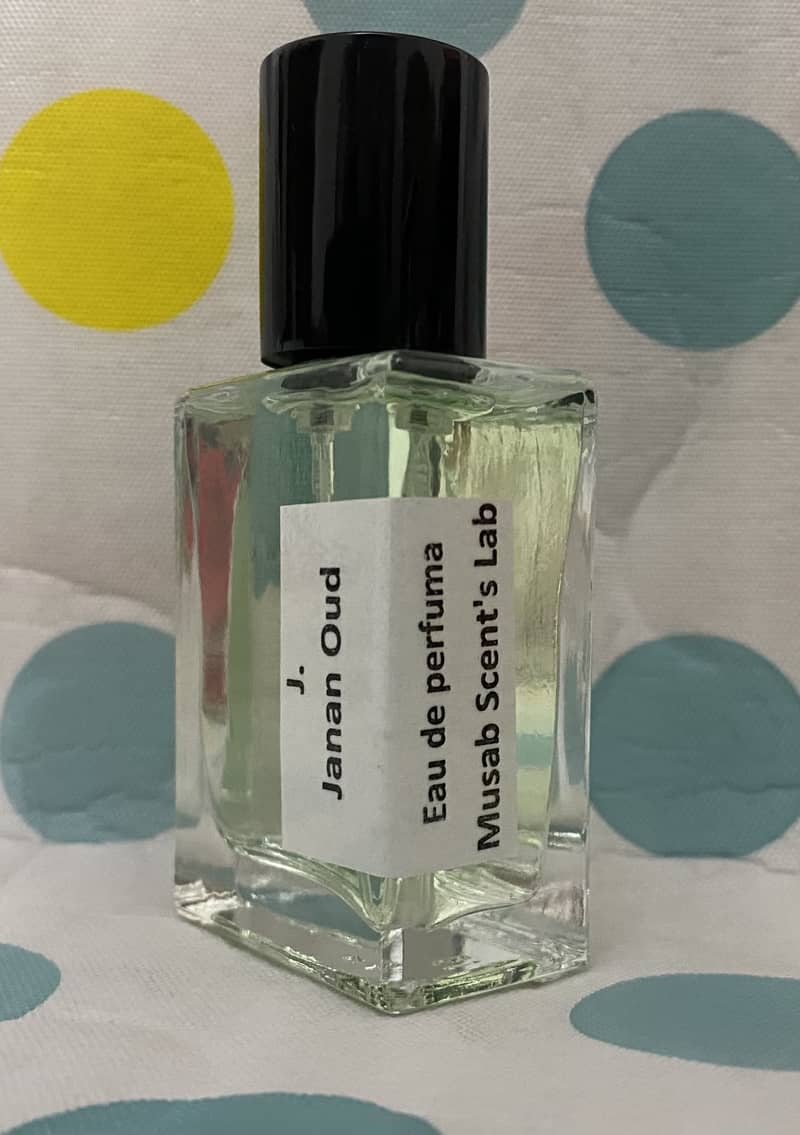 J.
Janan Oud
Eau de perfuma
Musab Scent's Lab